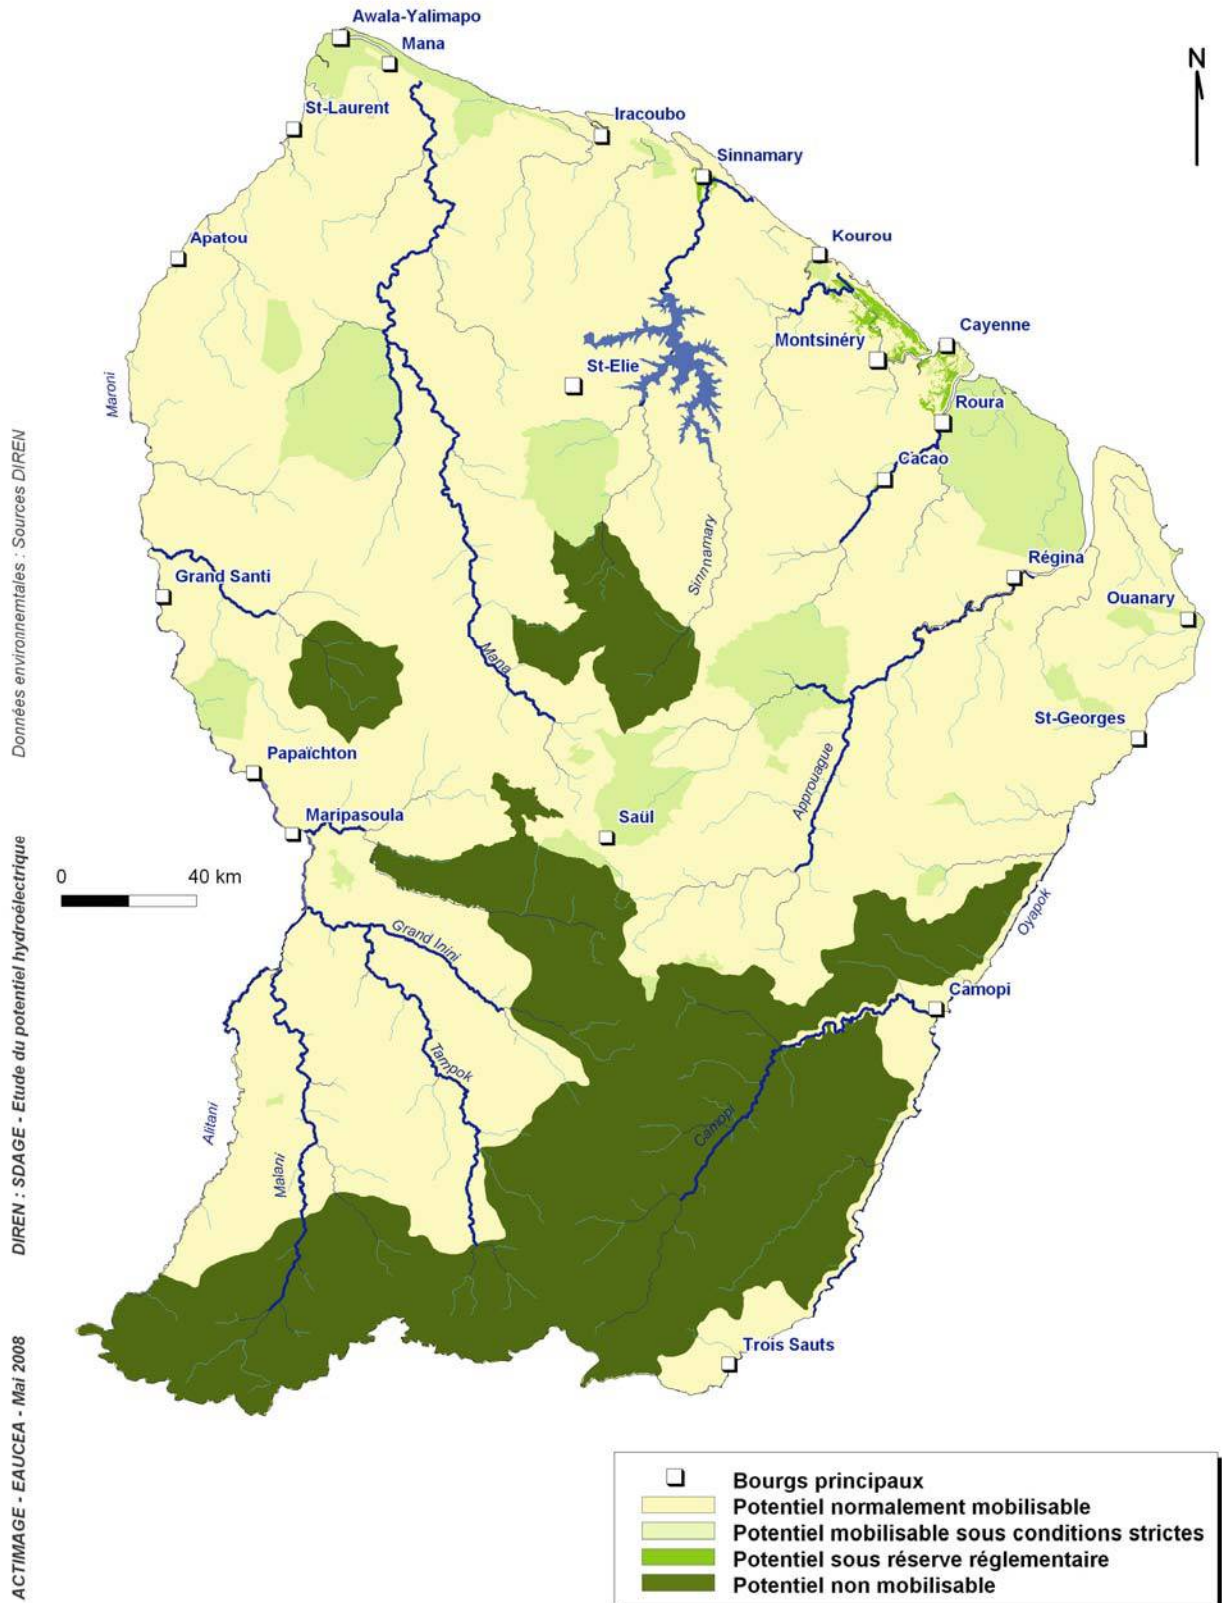 Awala-Yalimapo
Mana
N
St-Laurent
Iracoubo
Sinnamary
Apatou
Kourou
Cayenne
Montsinéry
St-Elie
Maroni
Roura
Cacao
Sinnnamary
Régina
Grand Santi
Ouanary
Mana
St-Georges
Papaïchton
Approuague
Maripasoula
Saül
0 40 km
Oyapok
Grand Inini
Camopi
Tampok
Alitani
Camopi
Malani
Trois Sauts
Données environnemtales : Sources DIREN
DIREN : SDAGE - Etude du potentiel hydroélectrique
ACTIMAGE - EAUCEA - Mai 2008
Bourgs principaux
Potentiel normalement mobilisable
Potentiel mobilisable sous conditions strictes
Potentiel sous réserve réglementaire
Potentiel non mobilisable